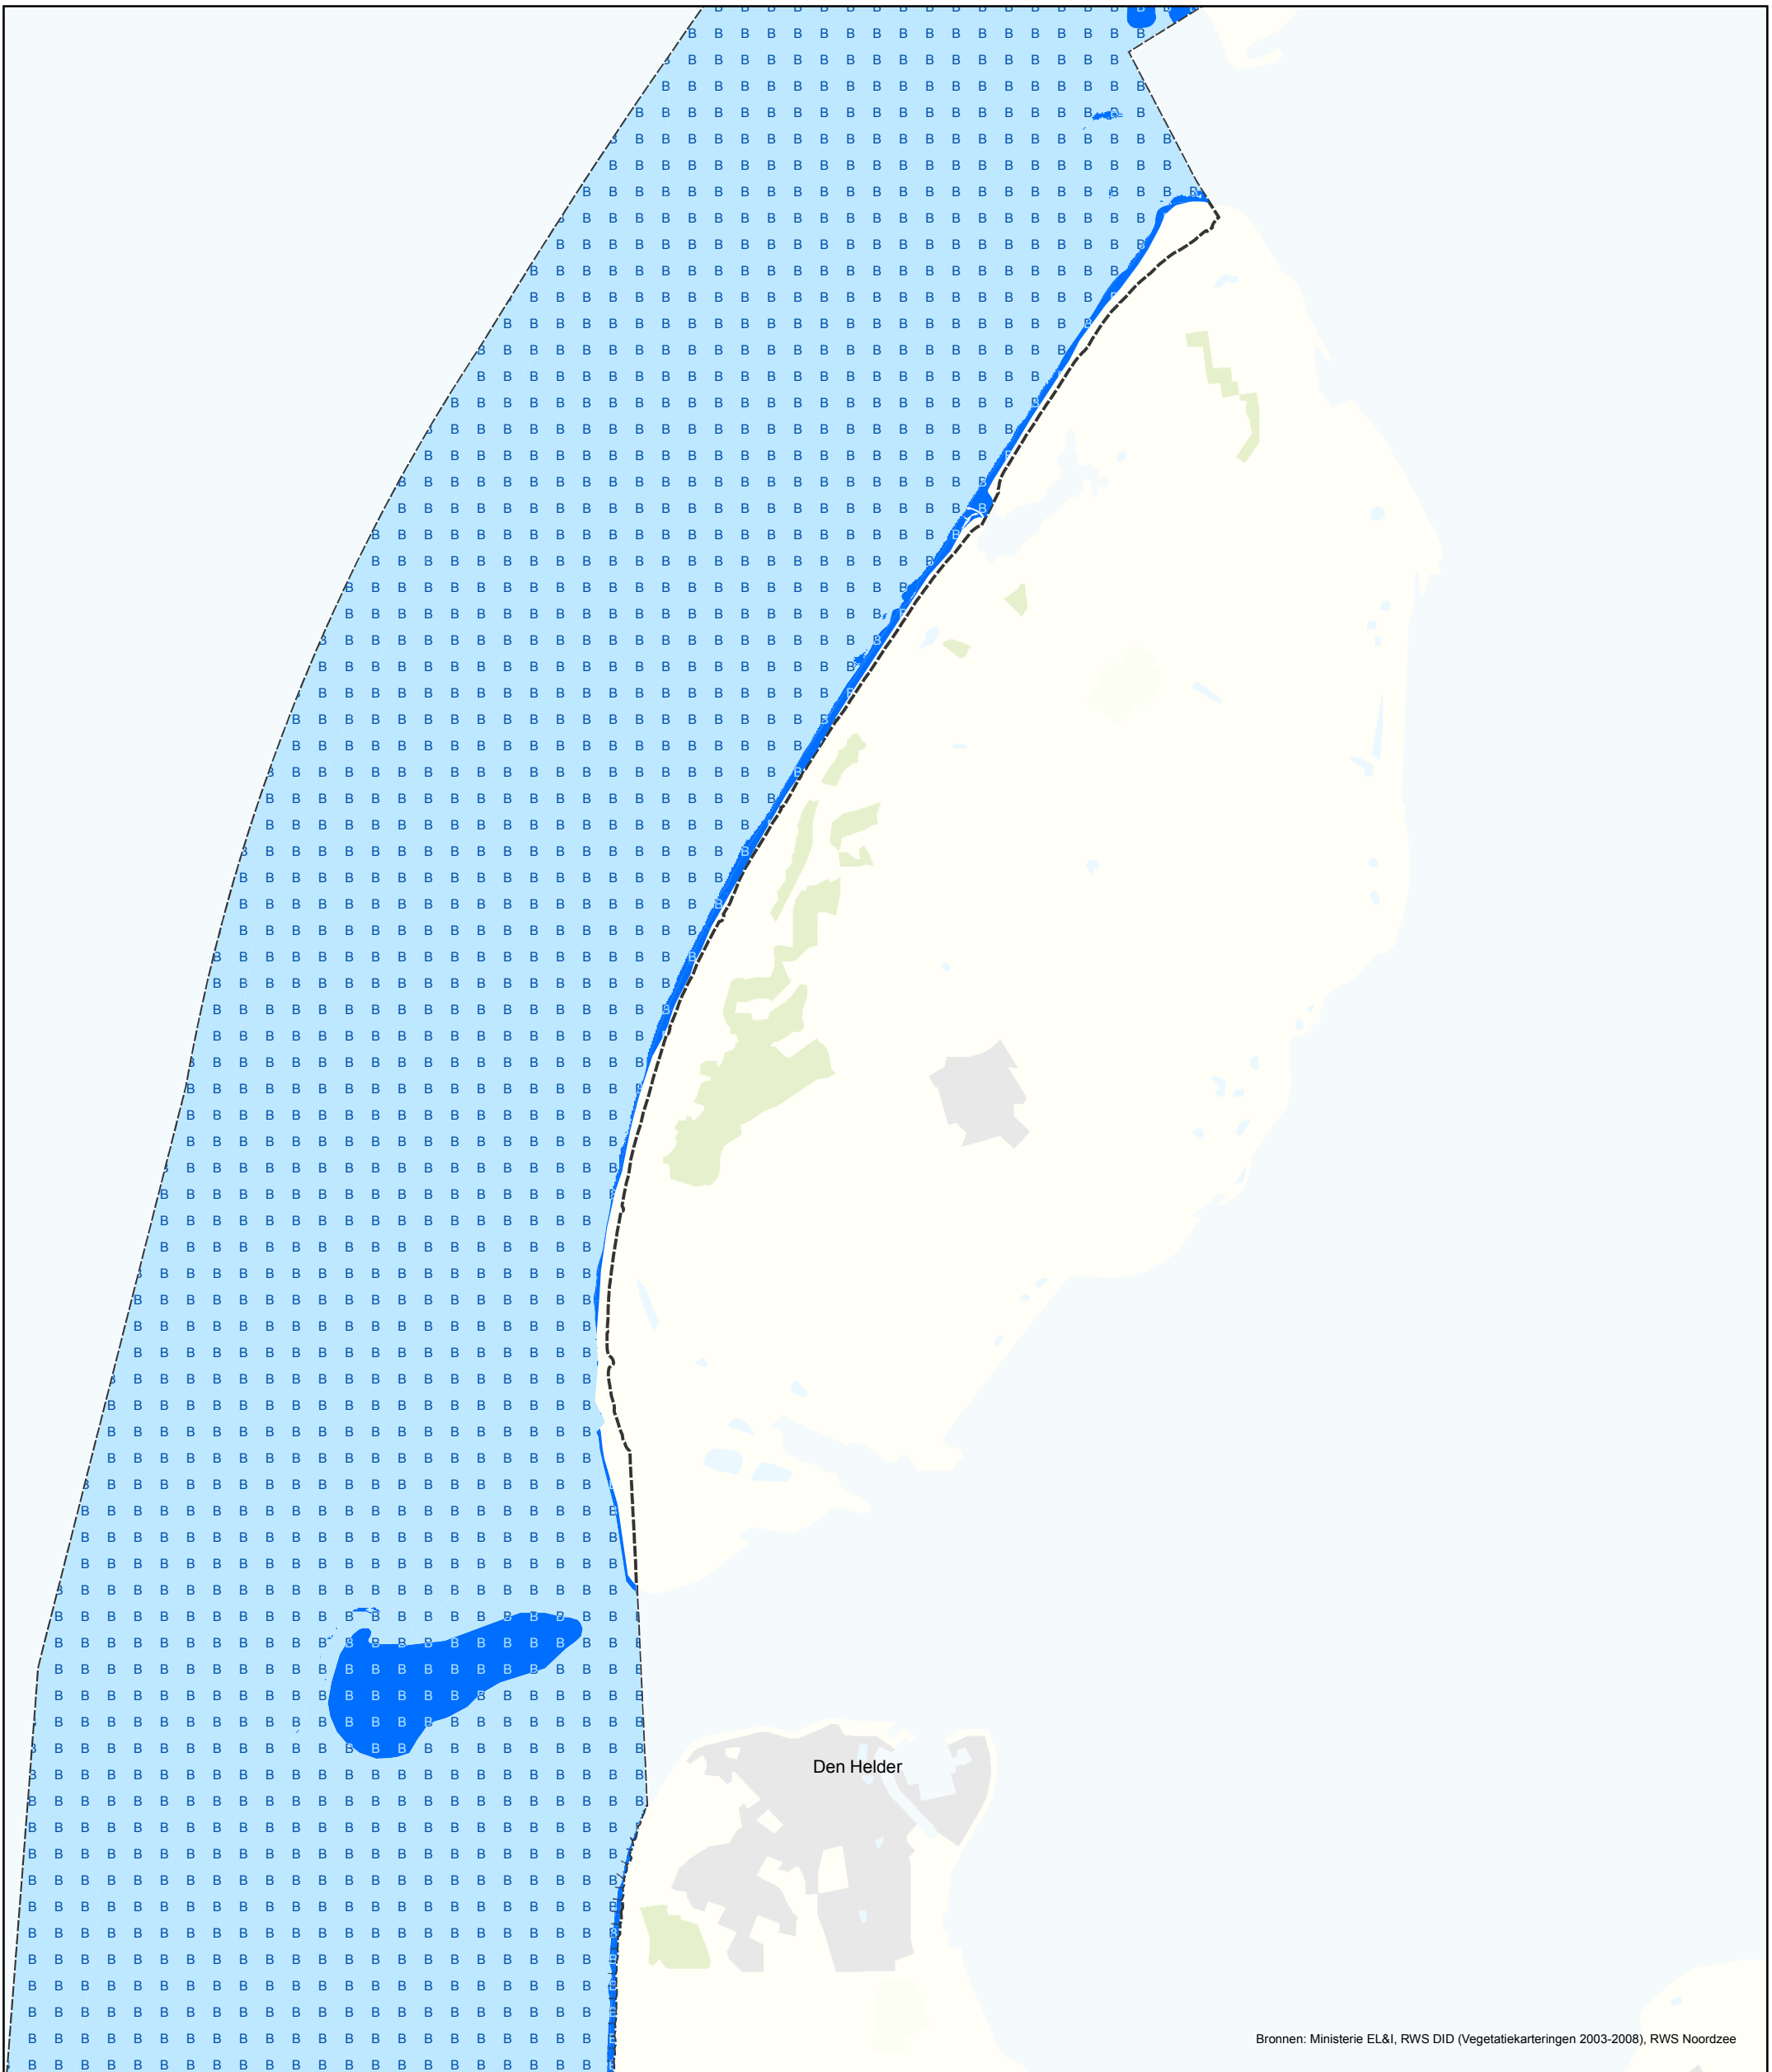 Den Helder
Bronnen: Ministerie EL&I, RWS DID (Vegetatiekarteringen 2003-2008), RWS Noordzee